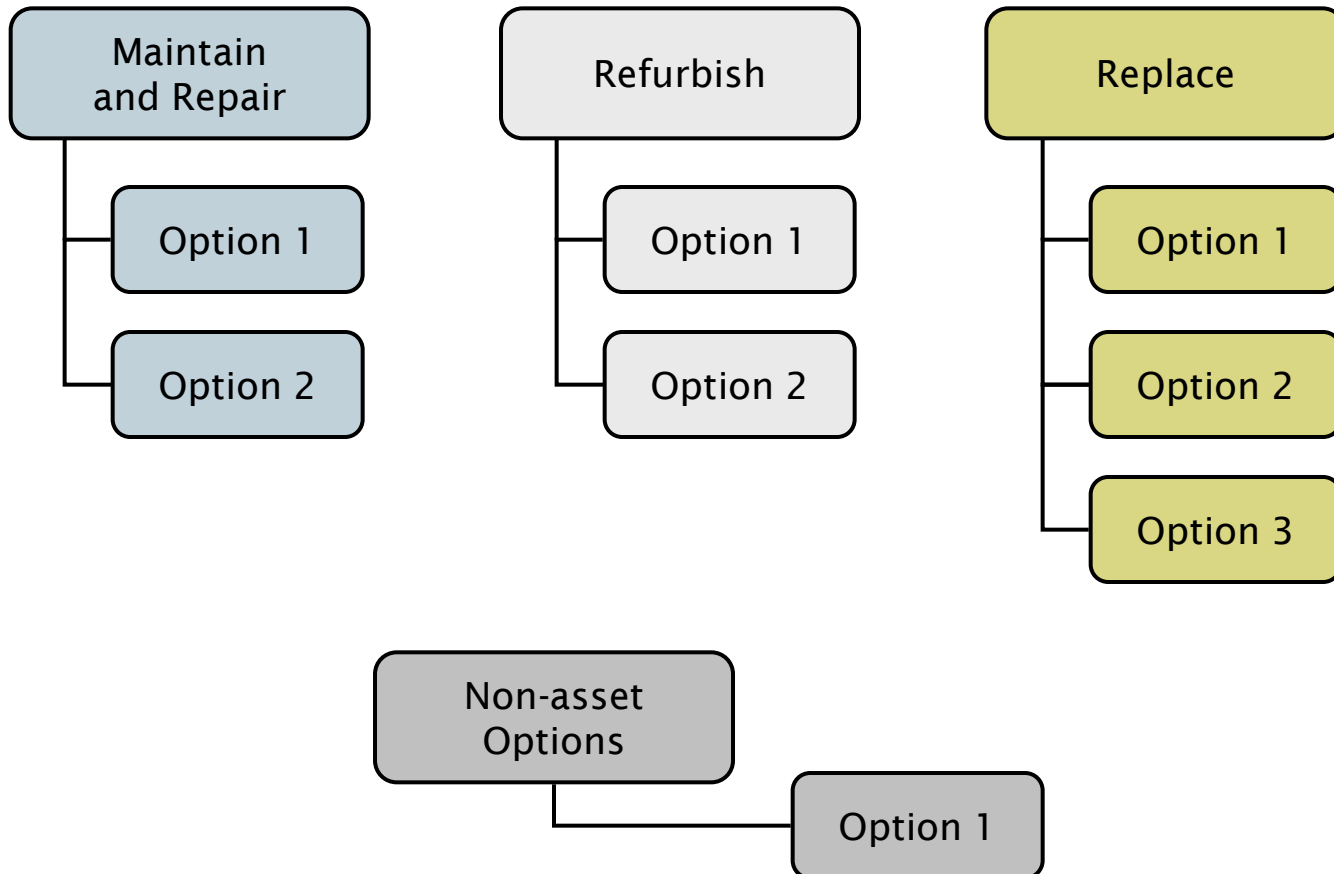 Maintain
and Repair
Option 1
Option 2
Refurbish
Option 1
Option 2
Replace
Option 1
Option 2
Option 3
Non-asset
Options
Option 1